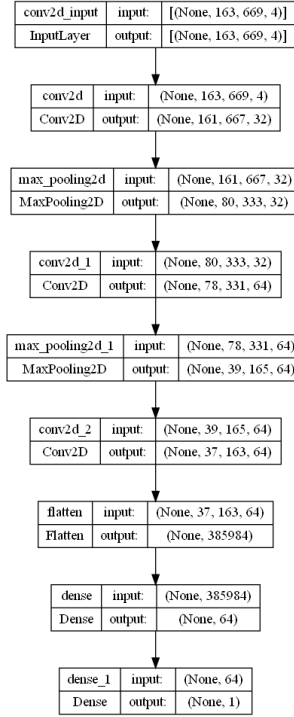 conv2d_input input: [(None, 163, 669, 4)]
InputLayer output: [(None, 163, 669, 4)]
conv2d input: (None, 163, 669, 4)
Conv2D output: (None, 161, 667, 32)
max_pooling2d input: (None, 161, 667, 32)
MaxPooling2D output: (None, 80, 333, 32)
conv2d_1 input: (None, 80, 333, 32)
Conv2D output: (None, 78, 331, 64)
max_pooling2d_1 input: (None, 78, 331, 64)
MaxPooling2D output: (None, 39, 165, 64)
conv2d_2 input: (None, 39, 165, 64)
Conv2D output: (None, 37, 163, 64)
flatten input: (None, 37, 163, 64)
Flatten output: (None, 385984)
dense input: (None, 385984)
Dense output: (None, 64)
dense_1 input: (None, 64)
Dense output: (None, 1)